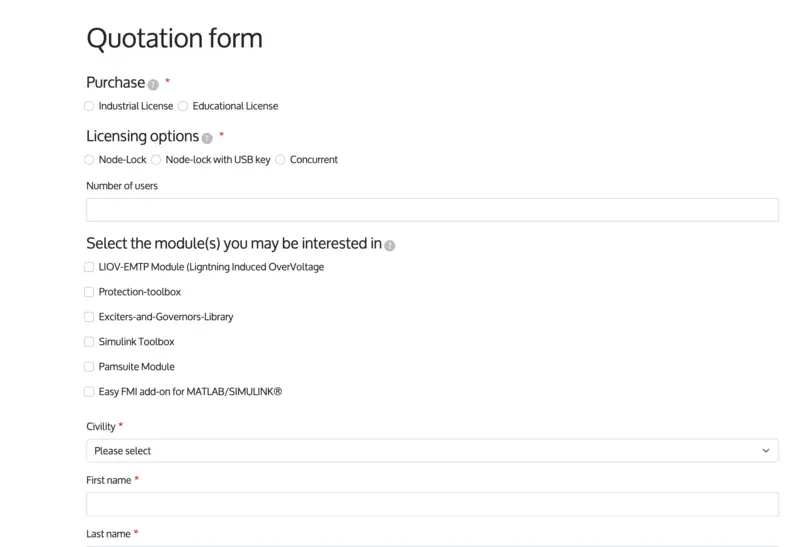 Quotation form
Purchase ? *
Industrial License Educational License
Licensing options ? *
Node-Lock Node-lock with USB key Concurrent
Number of users
Select the module(s) you may be interested in ?
LIOV-EMTP Module (Ligntning Induced OverVoltage
Protection-toolbox
Exciters-and-Governors-Library
Simulink Toolbox
Pamsuite Module
Easy FMI add-on for MATLAB/SIMULINK®
Civility *
Please select
First name *
Last name *